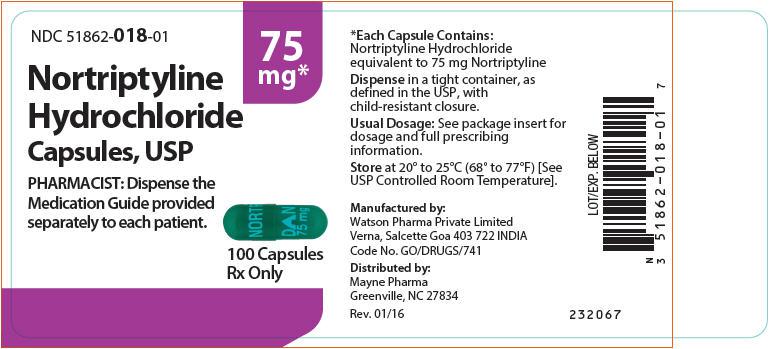 NDC 51862-018-01
75
mg*
Nortriptyline
Hydrochloride
Capsules, USP
PHARMACIST: Dispense the
Medication Guide provided
separately to each patient.
NORTR
DAN
75 mg
100 Capsules
Rx Only
*Each Capsule Contains:
Nortriptyline Hydrochloride
equivalent to 75 mg Nortriptyline
Dispense in a tight container, as
defined in the USP, with
child-resistant closure.
Usual Dosage: See package insert for
dosage and full prescribing
information.
Store at 20° to 25°C (68° to 77°F) [See
USP Controlled Room Temperature].
Manufactured by:
Watson Pharma Private Limited
Verna, Salcette Goa 403 722 INDIA
Code No. GO/DRUGS/741
Distributed by:
Mayne Pharma
Greenville, NC 27834
Rev. 01/16
232067
LOT/EXP. BELOW
N
3 51862-018-01 7